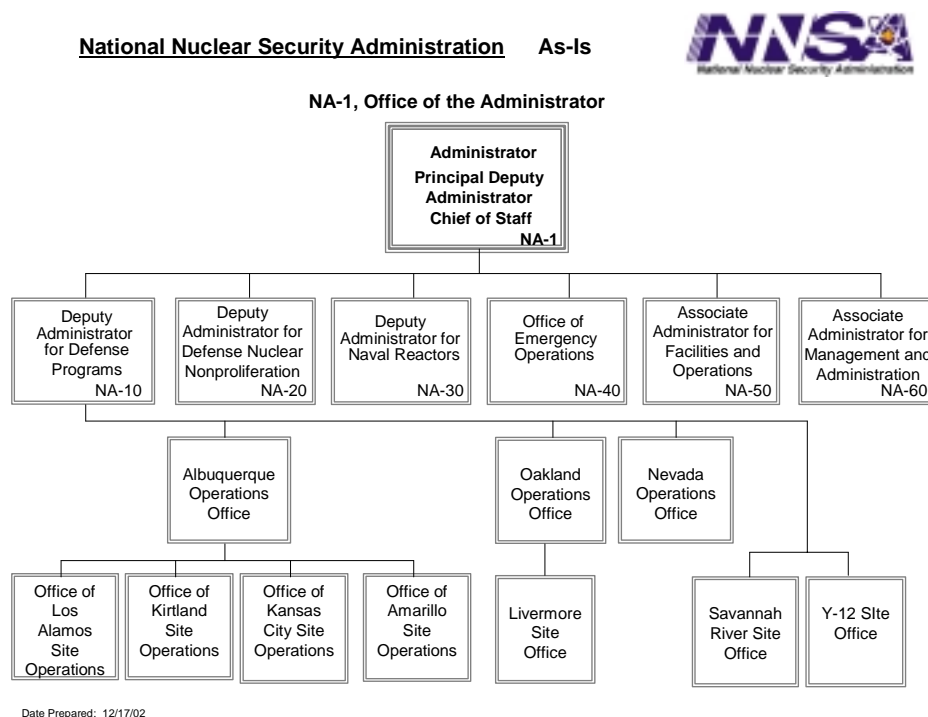 National Nuclear Security Administration As-Is
NNSA
National Nuclear Security Administration
NA-1, Office of the Administrator
Administrator
Principal Deputy
Administrator
Chief of Staff
NA-1
Deputy
Administrator
for Defense
Programs
NA-10
Deputy
Administrator for
Defense Nuclear
Nonproliferation
NA-20
Deputy
Administrator for
Naval Reactors
NA-30
Office of
Emergency
Operations
NA-40
Associate
Administrator for
Facilities and
Operations
NA-50
Associate
Administrator for
Management and
Administration
NA-60
Albuquerque
Operations
Office
Oakland
Operations
Office
Nevada
Operations
Office
Office of
Los
Alamos
Site
Operations
Office of
Kirtland
Site
Operations
Office of
Kansas
City Site
Operations
Office of
Amarillo
Site
Operations
Livermore
Site
Office
Savannah
River Site
Office
Y-12 SIte
Office
Date Prepared: 12/17/02